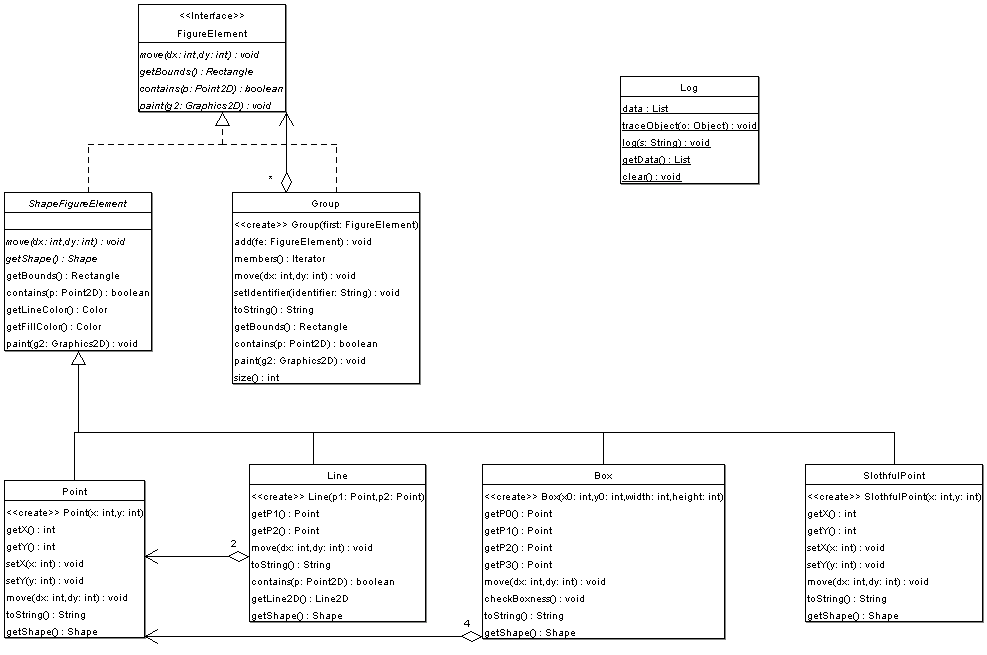 <<Interface>>
FigureElement
move(dx: int,dy: int) : void
getBounds() : Rectangle
contains(p: Point2D) : boolean
paint(g2: Graphics2D) : void
Log
data : List
traceObject(o: Object) : void
log(s: String) : void
getData() : List
clear() : void
*
ShapeFigureElement
move(dx: int,dy: int) : void
getShape() : Shape
getBounds() : Rectangle
contains(p: Point2D) : boolean
getLineColor() : Color
getFillColor() : Color
paint(g2: Graphics2D) : void
Group
<<create>> Group(first: FigureElement)
add(fe: FigureElement) : void
members() : Iterator
move(dx: int,dy: int) : void
setIdentifier(identifier: String) : void
toString() : String
getBounds() : Rectangle
contains(p: Point2D) : boolean
paint(g2: Graphics2D) : void
size() : int
Point
<<create>> Point(x: int,y: int)
getX() : int
getY() : int
setX(x: int) : void
setY(y: int) : void
move(dx: int,dy: int) : void
toString() : String
getShape() : Shape
2
Line
<<create>> Line(p1: Point,p2: Point)
getP1() : Point
getP2() : Point
move(dx: int,dy: int) : void
toString() : String
contains(p: Point2D) : boolean
getLine2D() : Line2D
getShape() : Shape
4
Box
<<create>> Box(x0: int,y0: int,width: int,height: int)
getP0() : Point
getP1() : Point
getP2() : Point
getP3() : Point
move(dx: int,dy: int) : void
checkBoxness() : void
toString() : String
getShape() : Shape
SlothfulPoint
<<create>> SlothfulPoint(x: int,y: int)
getX() : int
getY() : int
setX(x: int) : void
setY(y: int) : void
move(dx: int,dy: int) : void
toString() : String
getShape() : Shape